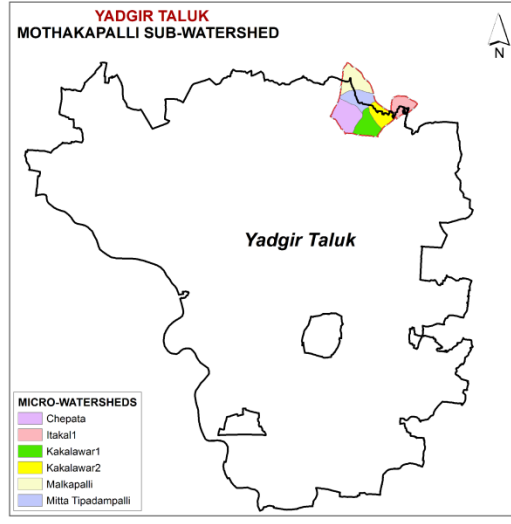 YADGIR TALUK
MOTHAKAPALLI SUB-WATERSHED
N
Yadgir Taluk
MICRO-WATERSHEDS
Chepata
Itakal1
Kakalawar1
Kakalawar2
Malkapalli
Mitta Tipadampalli